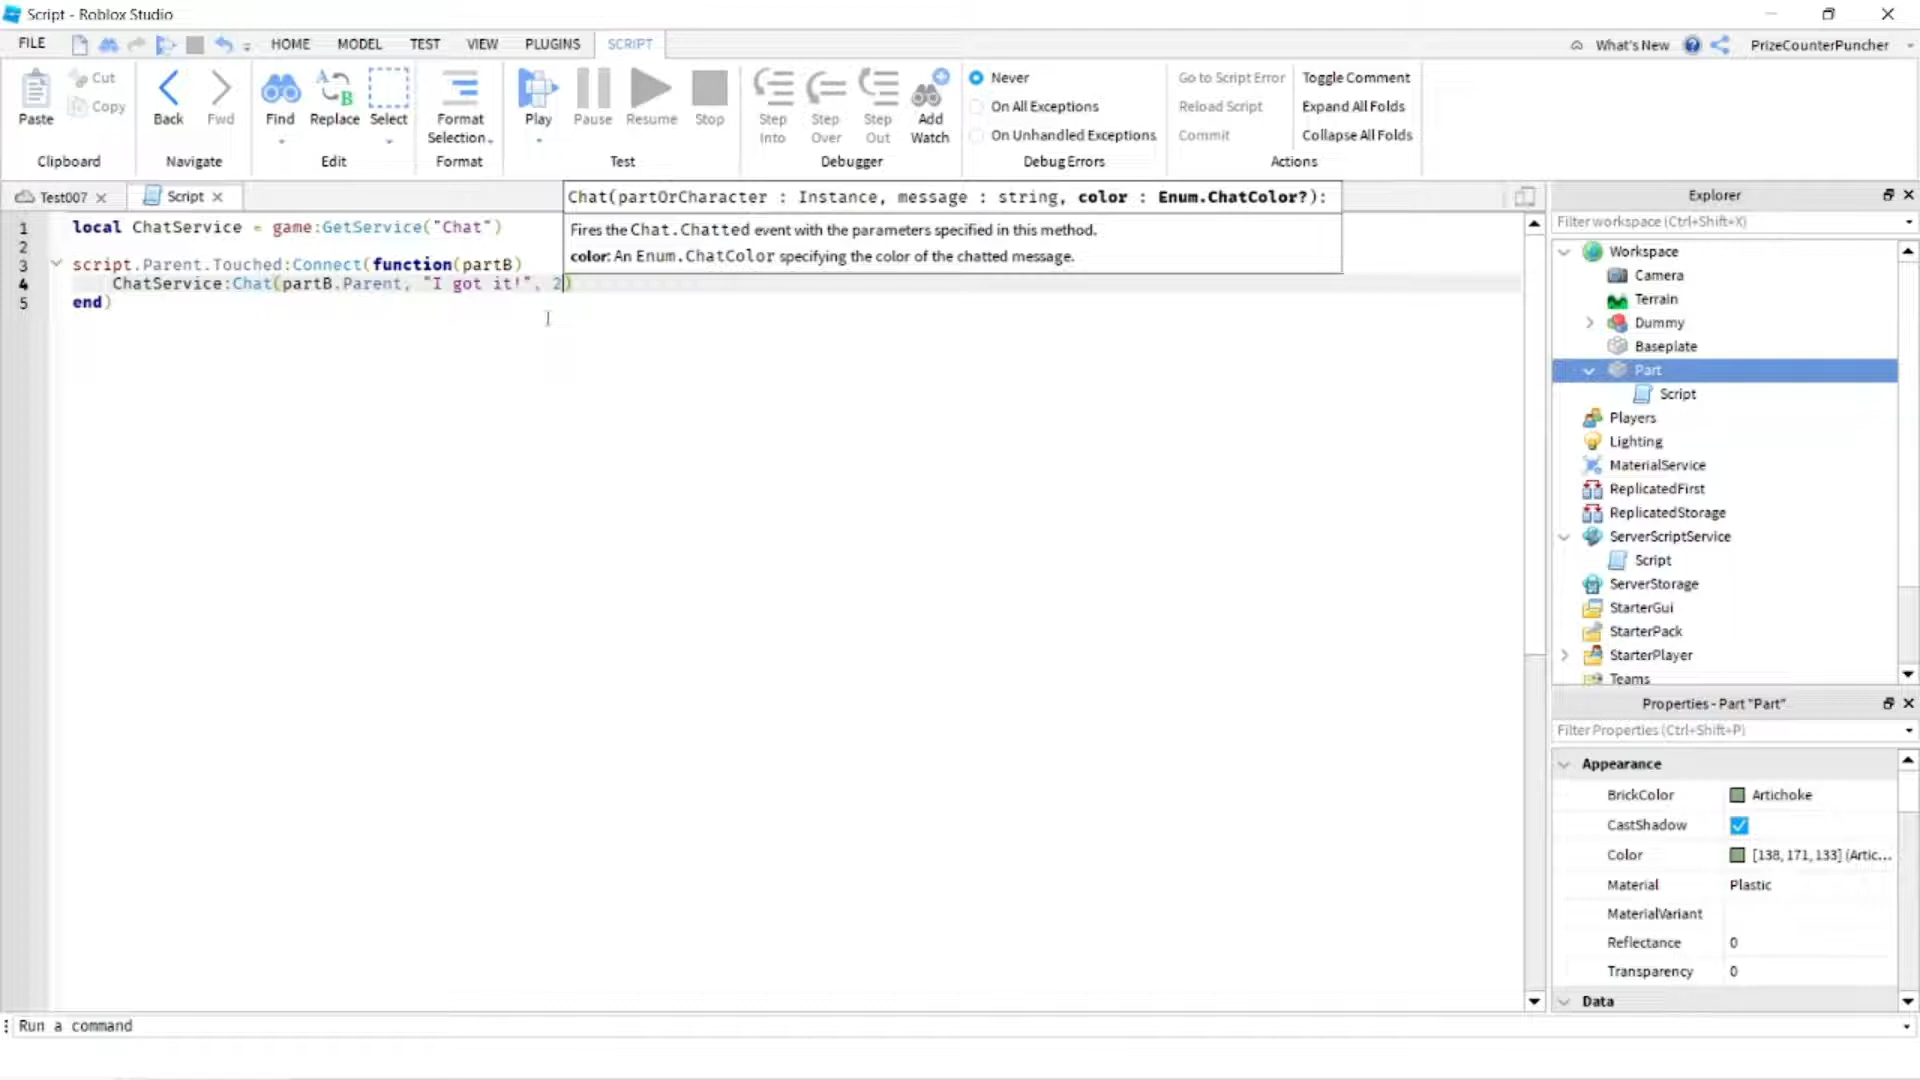 Script - Roblox Studio
FILE HOME MODEL TEST VIEW PLUGINS SCRIPT What's New PrizeCounterPuncher
Paste Cut Copy Clipboard
Back Fwd Navigate
Find Replace Select Edit
Format Selection Format
Play Pause Resume Stop Test
Step Into Step Over Step Out Add Watch Debugger
Never
On All Exceptions
On Unhandled Exceptions
Debug Errors
Go to Script Error Toggle Comment
Reload Script Expand All Folds
Commit Collapse All Folds
Actions
Test007 Script
Chat(partOrCharacter : Instance, message : string, color : Enum.ChatColor?):
Fires the Chat.Chatted event with the parameters specified in this method.
color: An Enum.ChatColor specifying the color of the chatted message.
1 local ChatService = game:GetService("Chat")
2
3 script.Parent.Touched:Connect(function(partB)
4 ChatService:Chat(partB.Parent, "I got it!", 2)
5 end)
Explorer
Filter workspace (Ctrl+Shift+X)
Workspace
Camera
Terrain
Dummy
Baseplate
Part
Script
Players
Lighting
MaterialService
ReplicatedFirst
ReplicatedStorage
ServerScriptService
Script
ServerStorage
StarterGui
StarterPack
StarterPlayer
Teams
Properties - Part "Part"
Filter Properties (Ctrl+Shift+P)
Appearance
BrickColor Artichoke
CastShadow
Color [138, 171, 133] (Artic...
Material Plastic
MaterialVariant
Reflectance 0
Transparency 0
Data
Run a command